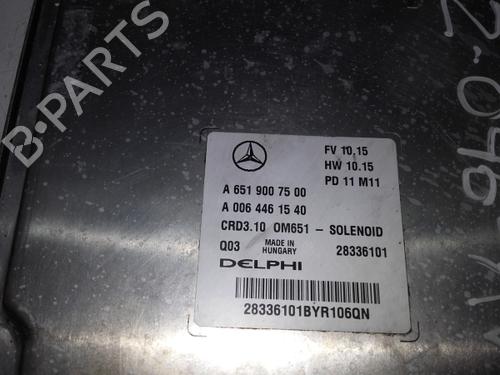 B-PARTS
FV 10.15
HW 10.15
PD 11 M11
A 651 900 75 00
A 006 446 15 40
CRD3.10 OM651 - SOLENOID
Q03 MADE IN HUNGARY 28336101
DELPHI
28336101BYR106QN